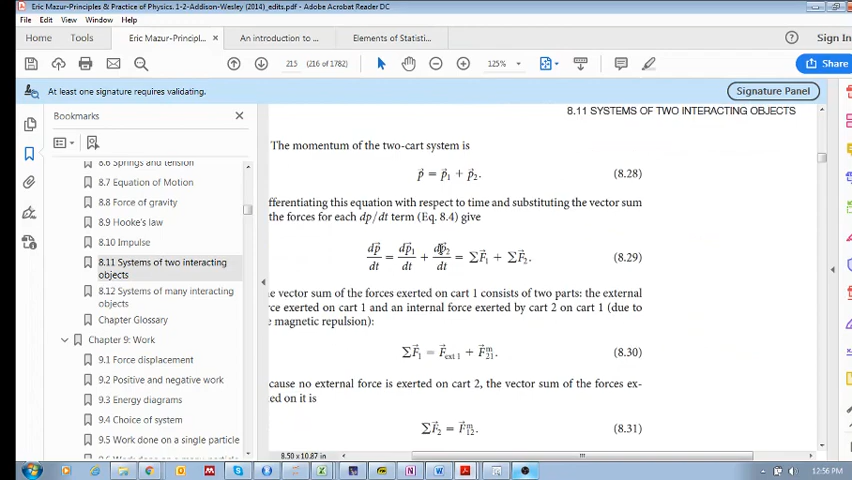 Eric Mazur-Principles & Practice of Physics. 1-2-Addison-Wesley (2014)_edits.pdf - Adobe Acrobat Reader DC
File Edit View Window Help
Home Tools Eric Mazur-Principl... × An introduction to ... Elements of Statisti... Sign In
215 (216 of 1782) 125% Share
At least one signature requires validating. Signature Panel
Bookmarks ×
8.6 Springs and tension
8.7 Equation of Motion
8.8 Force of gravity
8.9 Hooke's law
8.10 Impulse
8.11 Systems of two interacting
objects
8.12 Systems of many interacting
objects
Chapter Glossary
Chapter 9: Work
9.1 Force displacement
9.2 Positive and negative work
9.3 Energy diagrams
9.4 Choice of system
9.5 Work done on a single particle
8.11 SYSTEMS OF TWO INTERACTING OBJECTS
The momentum of the two-cart system is
p⃗ = p⃗₁ + p⃗₂. (8.28)
fferentiating this equation with respect to time and substituting the vector sum
the forces for each dp/dt term (Eq. 8.4) give
dp⃗/dt = dp⃗₁/dt + dp⃗₂/dt = ΣF⃗₁ + ΣF⃗₂. (8.29)
e vector sum of the forces exerted on cart 1 consists of two parts: the external
rce exerted on cart 1 and an internal force exerted by cart 2 on cart 1 (due to
e magnetic repulsion):
ΣF⃗₁ = F⃗ext 1 + F⃗ᵐ₂₁. (8.30)
cause no external force is exerted on cart 2, the vector sum of the forces ex-
ed on it is
ΣF⃗₂ = F⃗ᵐ₁₂. (8.31)
8.50 x 10.87 in
12:56 PM